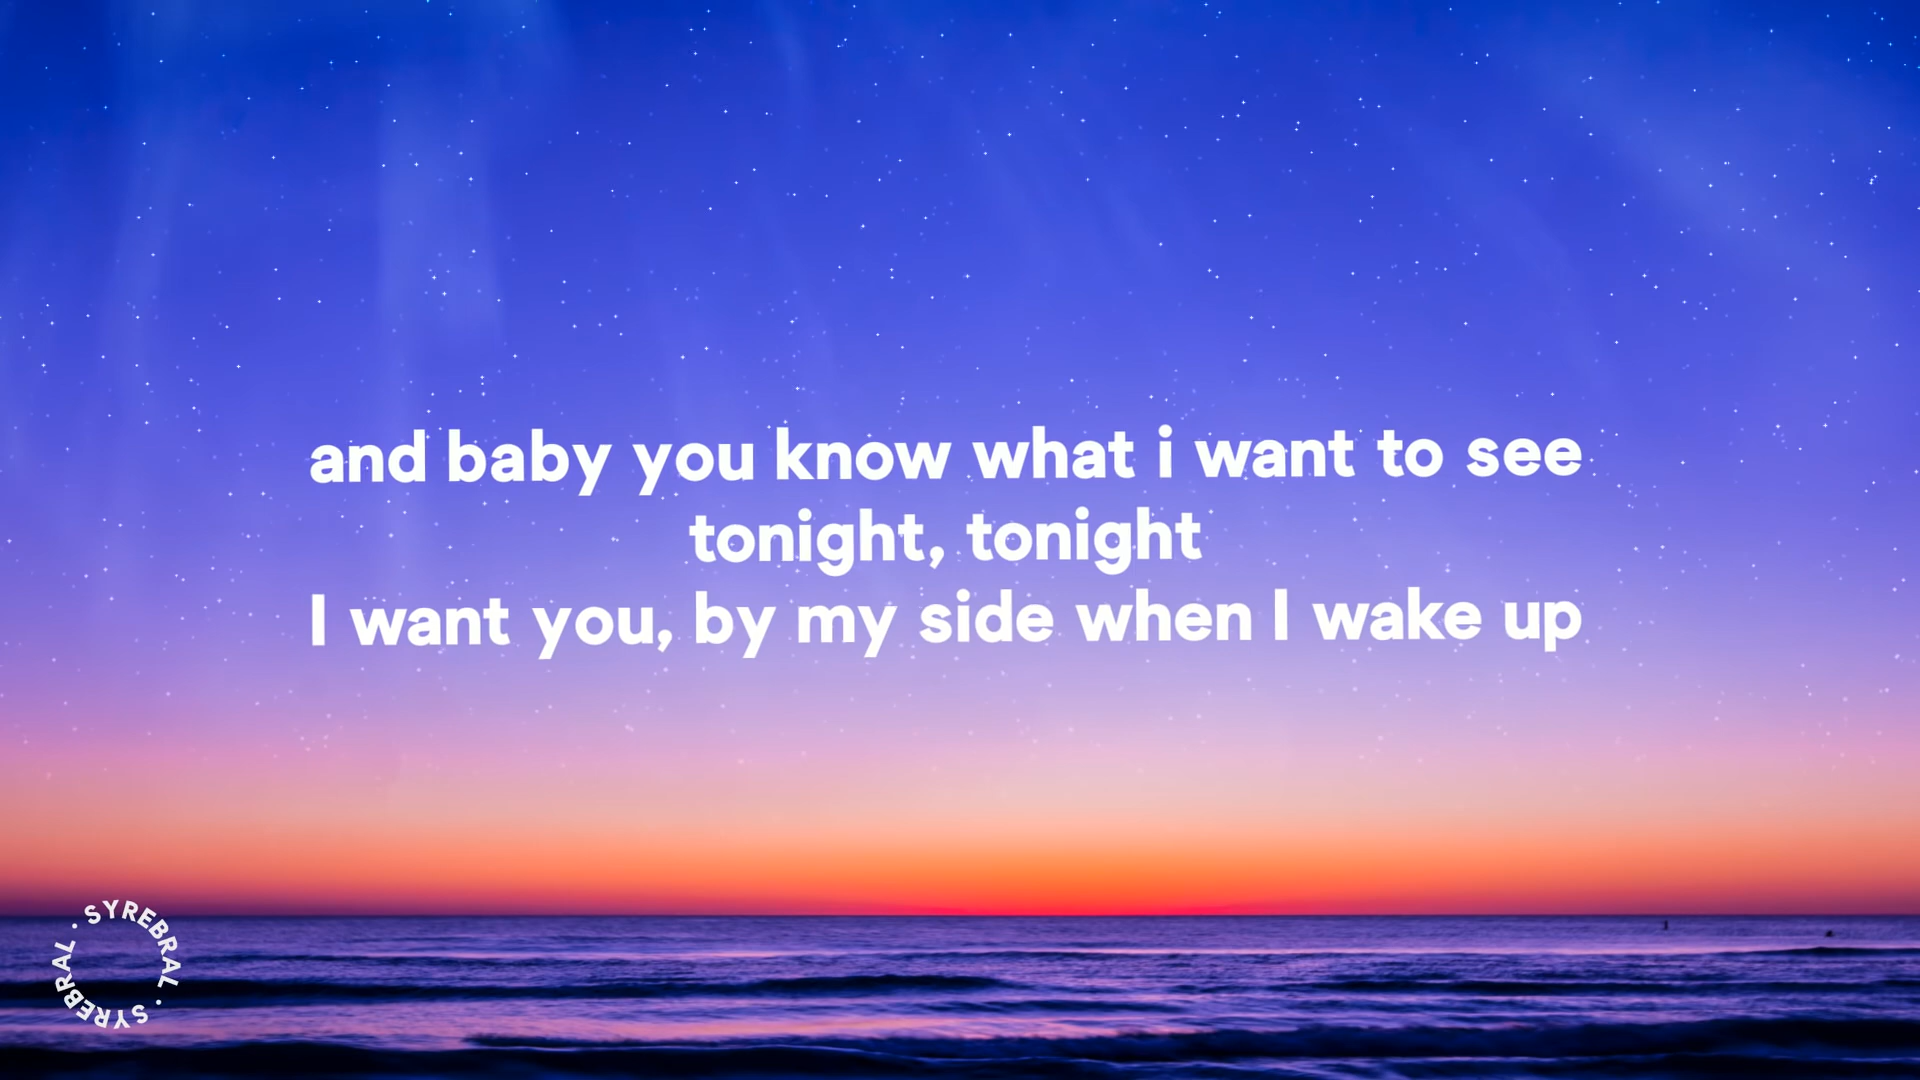 and baby you know what i want to see
tonight, tonight
I want you, by my side when I wake up
SYREBRAL · SYREBRAL · SYREBRAL ·